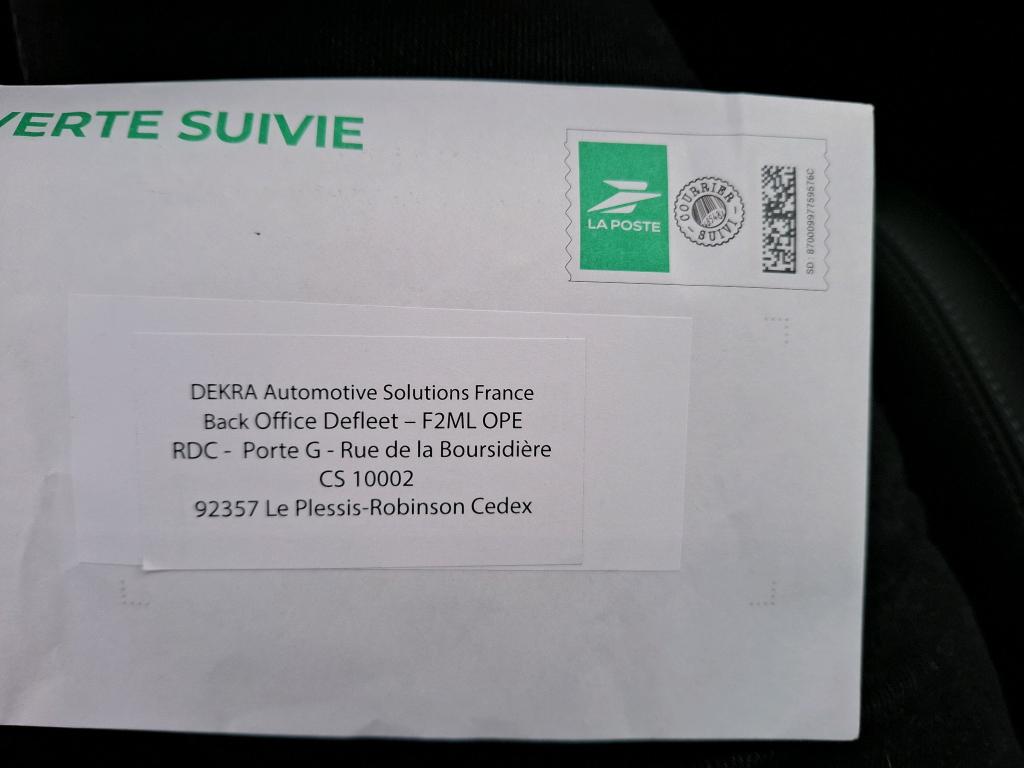 VERTE SUIVIE
LA POSTE
COURRIER
SUIVI
DEKRA Automotive Solutions France
Back Office Defleet – F2ML OPE
RDC - Porte G - Rue de la Boursidière
CS 10002
92357 Le Plessis-Robinson Cedex